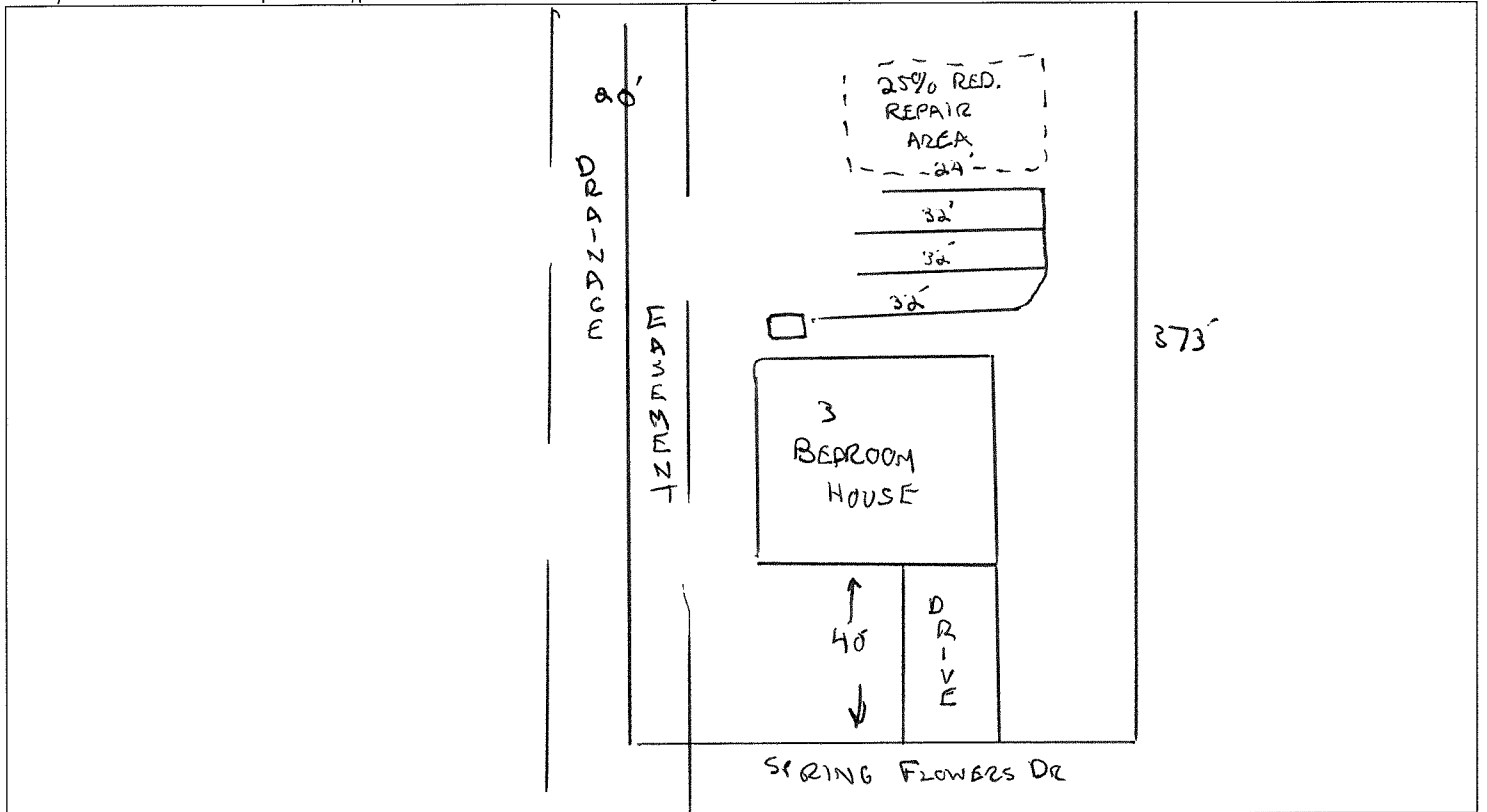 20'
25% RED.
REPAIR
AREA
24'
32'
32'
32'
DRAINAGE
EASEMENT
373'
3
BEDROOM
HOUSE
40'
DRIVE
SPRING FLOWERS DR